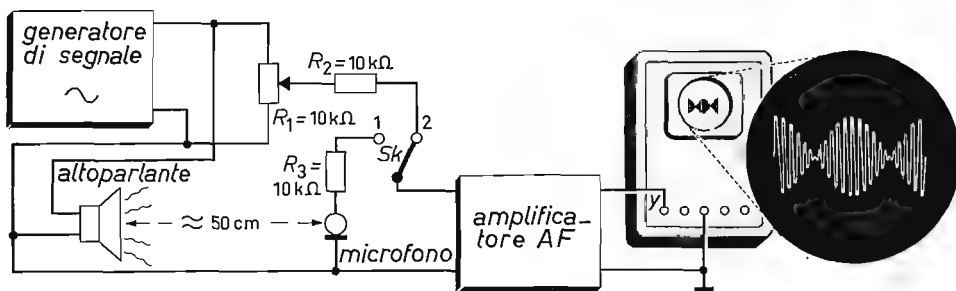 generatore
di segnale
R2 = 10 kΩ
R1 = 10 kΩ
1
2
Sk
R3 =
10 kΩ
altoparlante
≈ 50 cm
microfono
amplifica-
tore AF
y